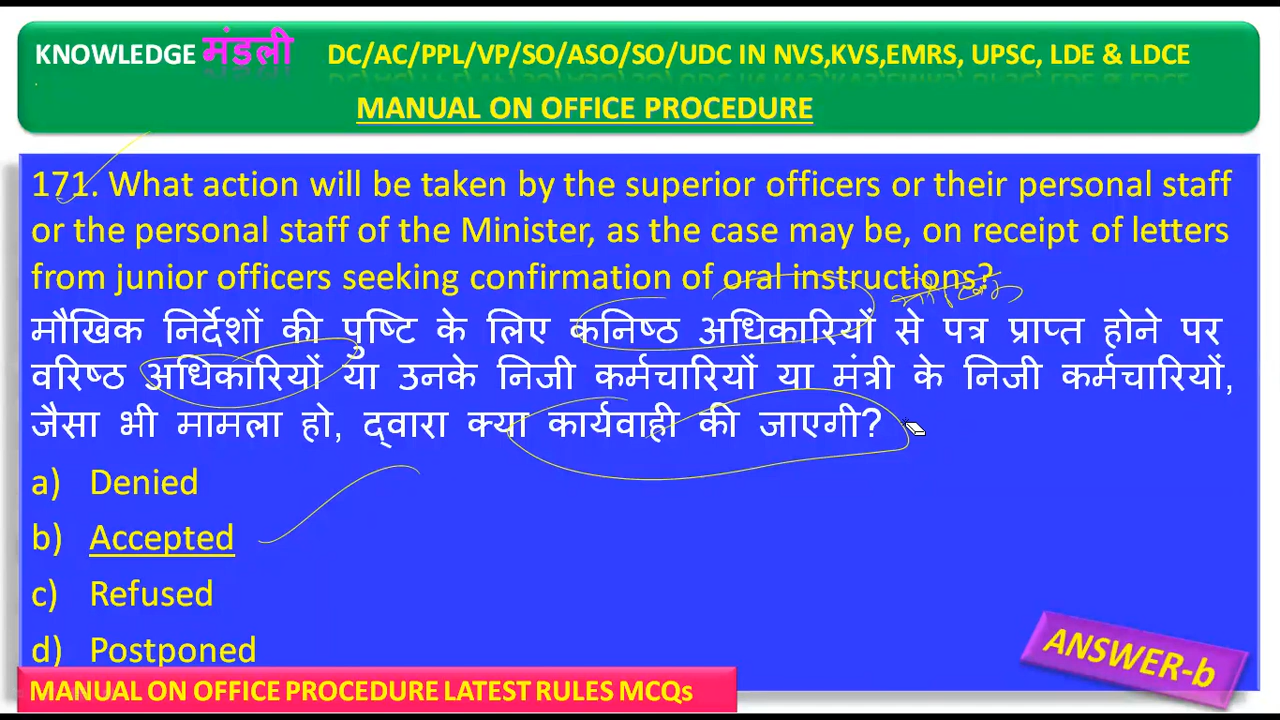 KNOWLEDGE मंडली DC/AC/PPL/VP/SO/ASO/SO/UDC IN NVS,KVS,EMRS, UPSC, LDE & LDCE
MANUAL ON OFFICE PROCEDURE
171. What action will be taken by the superior officers or their personal staff
or the personal staff of the Minister, as the case may be, on receipt of letters
from junior officers seeking confirmation of oral instructions?
मौखिक निर्देशों की पुष्टि के लिए कनिष्ठ अधिकारियों से पत्र प्राप्त होने पर
वरिष्ठ अधिकारियों या उनके निजी कर्मचारियों या मंत्री के निजी कर्मचारियों,
जैसा भी मामला हो, द्वारा क्या कार्यवाही की जाएगी?
a) Denied
b) Accepted
c) Refused
d) Postponed
ANSWER-b
MANUAL ON OFFICE PROCEDURE LATEST RULES MCQs